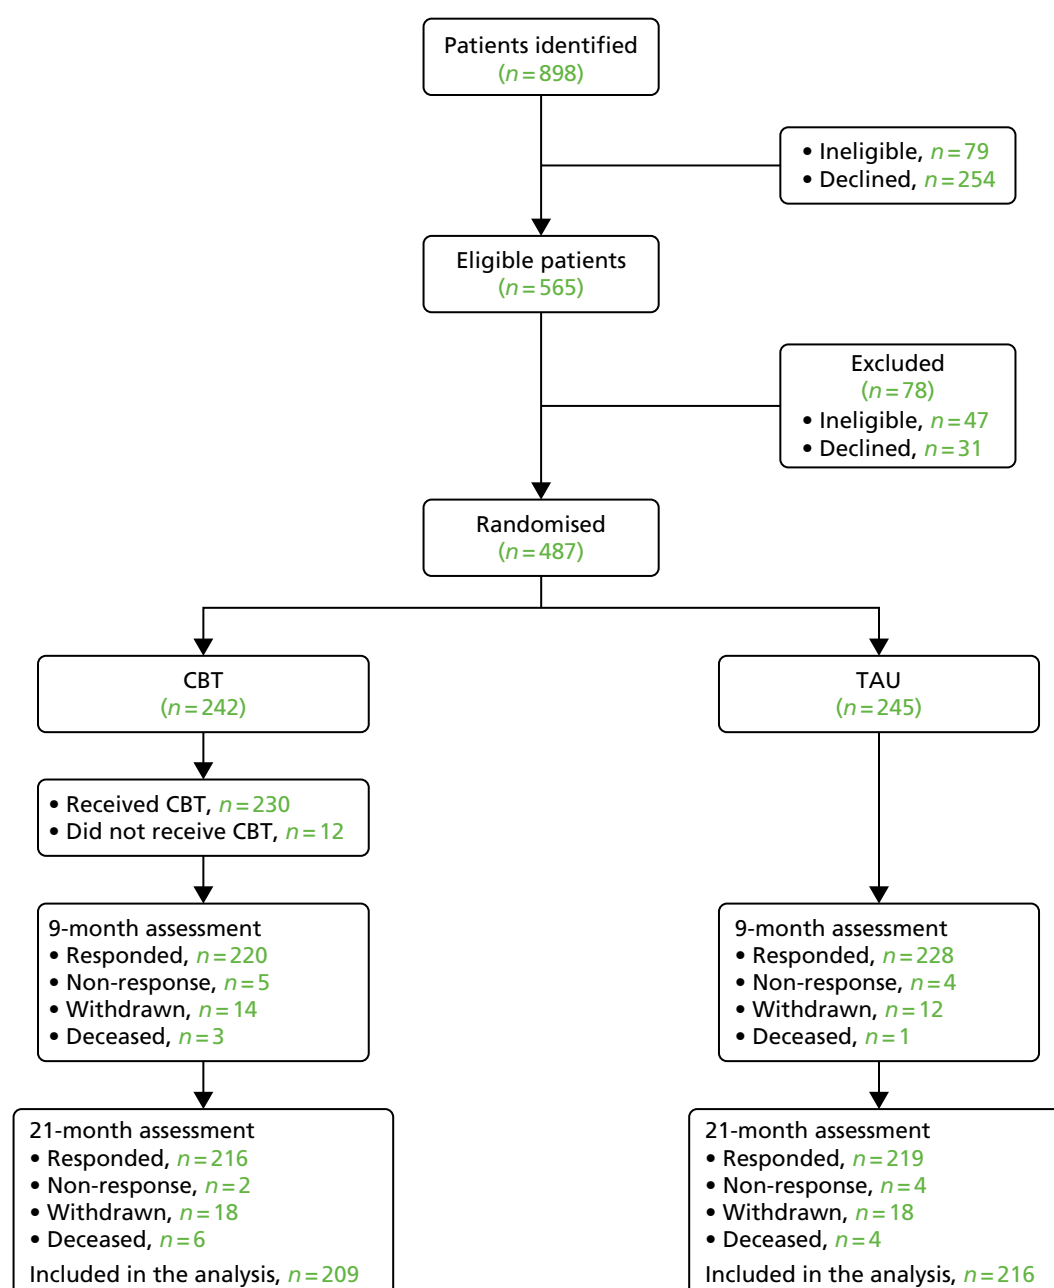 Patients identified
(n=898)
• Ineligible, n=79
• Declined, n=254
Eligible patients
(n=565)
Excluded
(n=78)
• Ineligible, n=47
• Declined, n=31
Randomised
(n=487)
CBT
(n=242)
TAU
(n=245)
• Received CBT, n=230
• Did not receive CBT, n=12
9-month assessment
• Responded, n=220
• Non-response, n=5
• Withdrawn, n=14
• Deceased, n=3
9-month assessment
• Responded, n=228
• Non-response, n=4
• Withdrawn, n=12
• Deceased, n=1
21-month assessment
• Responded, n=216
• Non-response, n=2
• Withdrawn, n=18
• Deceased, n=6
Included in the analysis, n=209
21-month assessment
• Responded, n=219
• Non-response, n=4
• Withdrawn, n=18
• Deceased, n=4
Included in the analysis, n=216